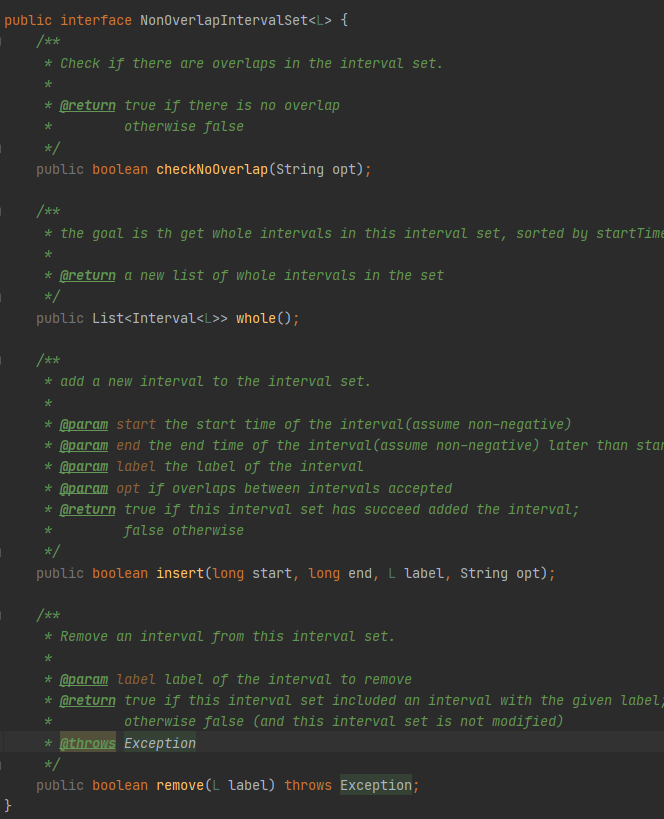 public interface NonOverlapIntervalSet<L> {
/**
* Check if there are overlaps in the interval set.
*
* @return true if there is no overlap
* otherwise false
*/
public boolean checkNoOverlap(String opt);
/**
* the goal is th get whole intervals in this interval set, sorted by startTime
*
* @return a new list of whole intervals in the set
*/
public List<Interval<L>> whole();
/**
* add a new interval to the interval set.
*
* @param start the start time of the interval(assume non-negative)
* @param end the end time of the interval(assume non-negative) later than star
* @param label the label of the interval
* @param opt if overlaps between intervals accepted
* @return true if this interval set has succeed added the interval;
* false otherwise
*/
public boolean insert(long start, long end, L label, String opt);
/**
* Remove an interval from this interval set.
*
* @param label label of the interval to remove
* @return true if this interval set included an interval with the given label;
* otherwise false (and this interval set is not modified)
* @throws Exception
*/
public boolean remove(L label) throws Exception;
}